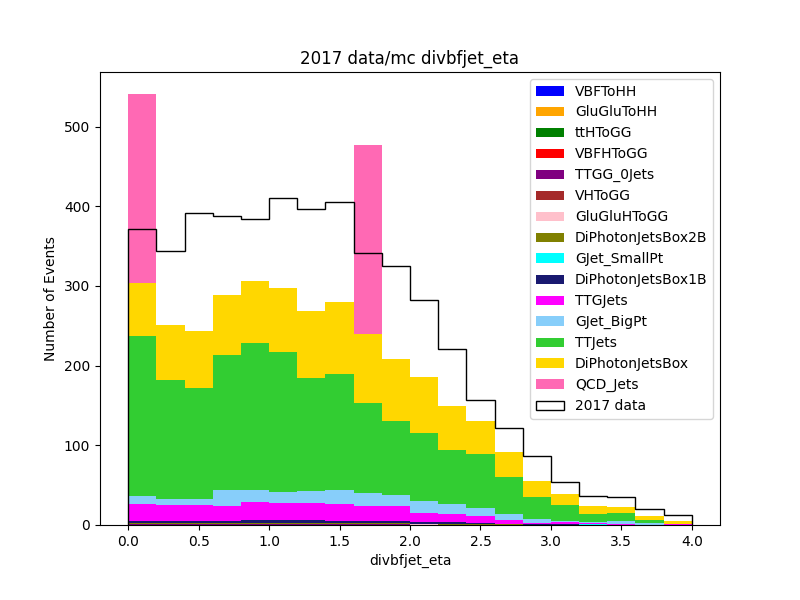 2017 data/mc divbfjet_eta
Number of Events
500
400
300
200
100
0
VBFToHH
GluGluToHH
ttHToGG
VBFHToGG
TTGG_0Jets
VHToGG
GluGluHToGG
DiPhotonJetsBox2B
GJet_SmallPt
DiPhotonJetsBox1B
TTGJets
GJet_BigPt
TTJets
DiPhotonJetsBox
QCD_Jets
2017 data
0.0 0.5 1.0 1.5 2.0 2.5 3.0 3.5 4.0
divbfjet_eta